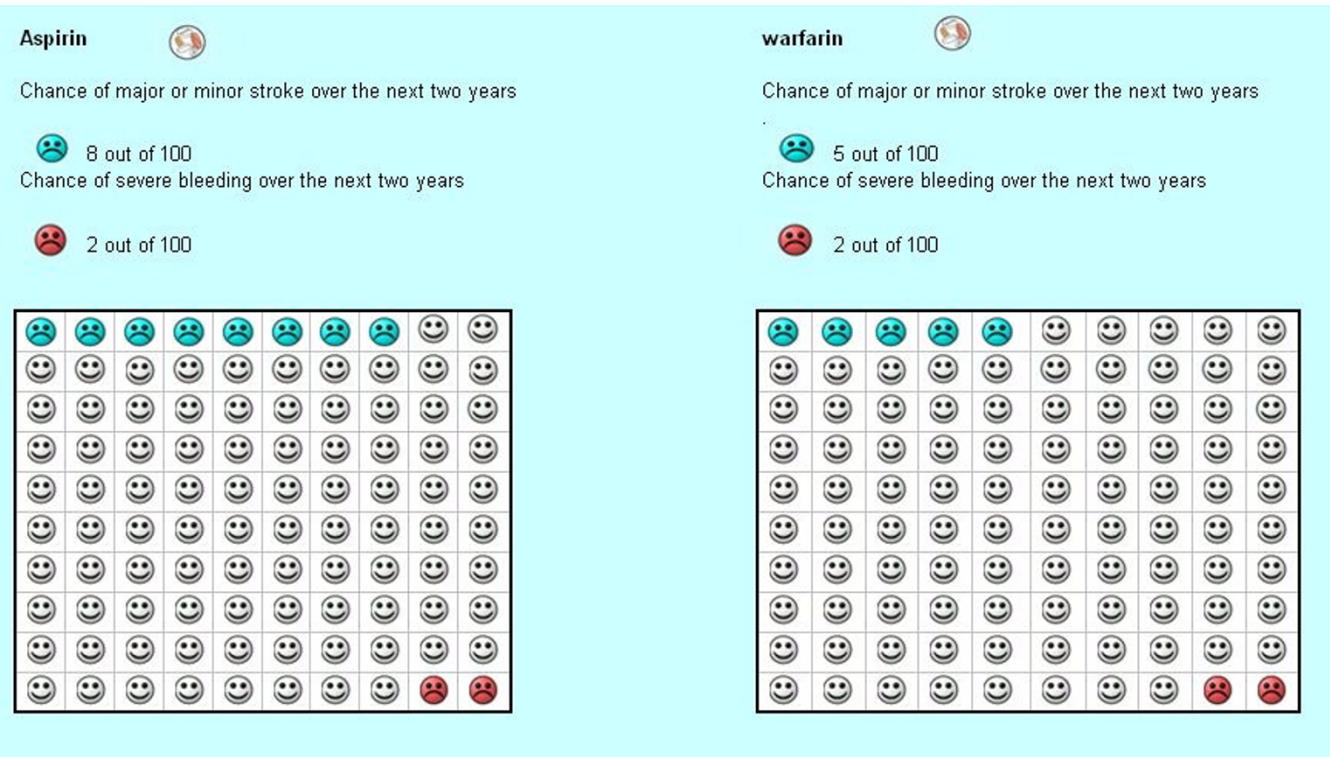 Aspirin
Chance of major or minor stroke over the next two years
8 out of 100
Chance of severe bleeding over the next two years
2 out of 100
warfarin
Chance of major or minor stroke over the next two years
.
5 out of 100
Chance of severe bleeding over the next two years
2 out of 100